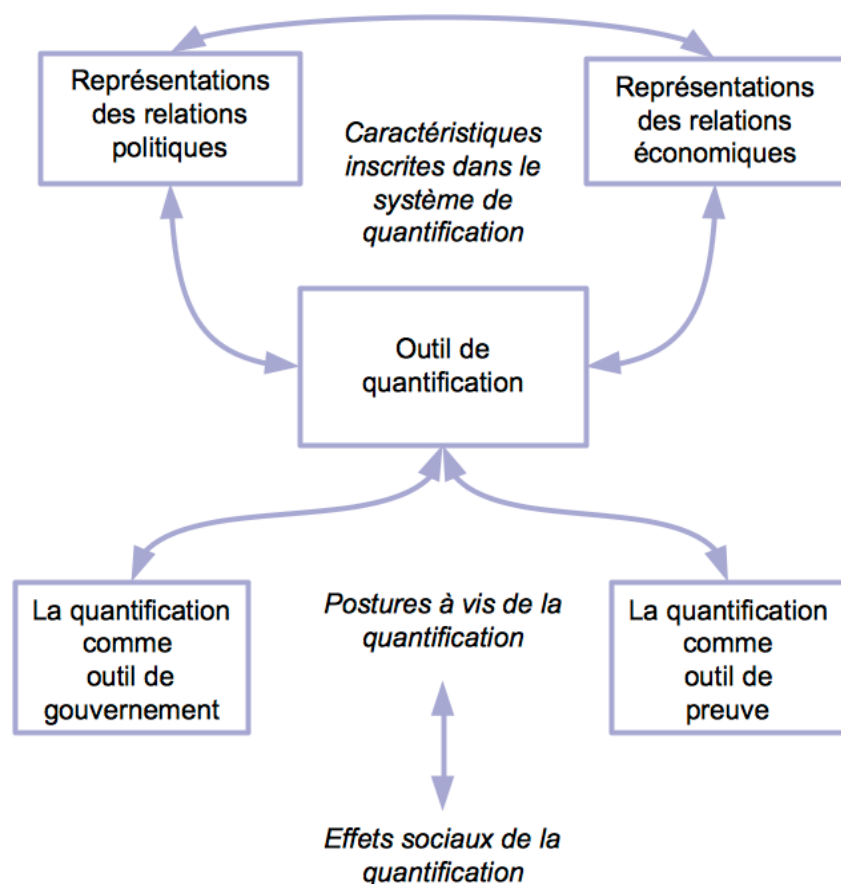 Représentations
des relations
politiques
Représentations
des relations
économiques
Caractéristiques
inscrites dans le
système de
quantification
Outil de
quantification
La quantification
comme
outil de
gouvernement
Postures à vis de la
quantification
La quantification
comme
outil de
preuve
Effets sociaux de la
quantification